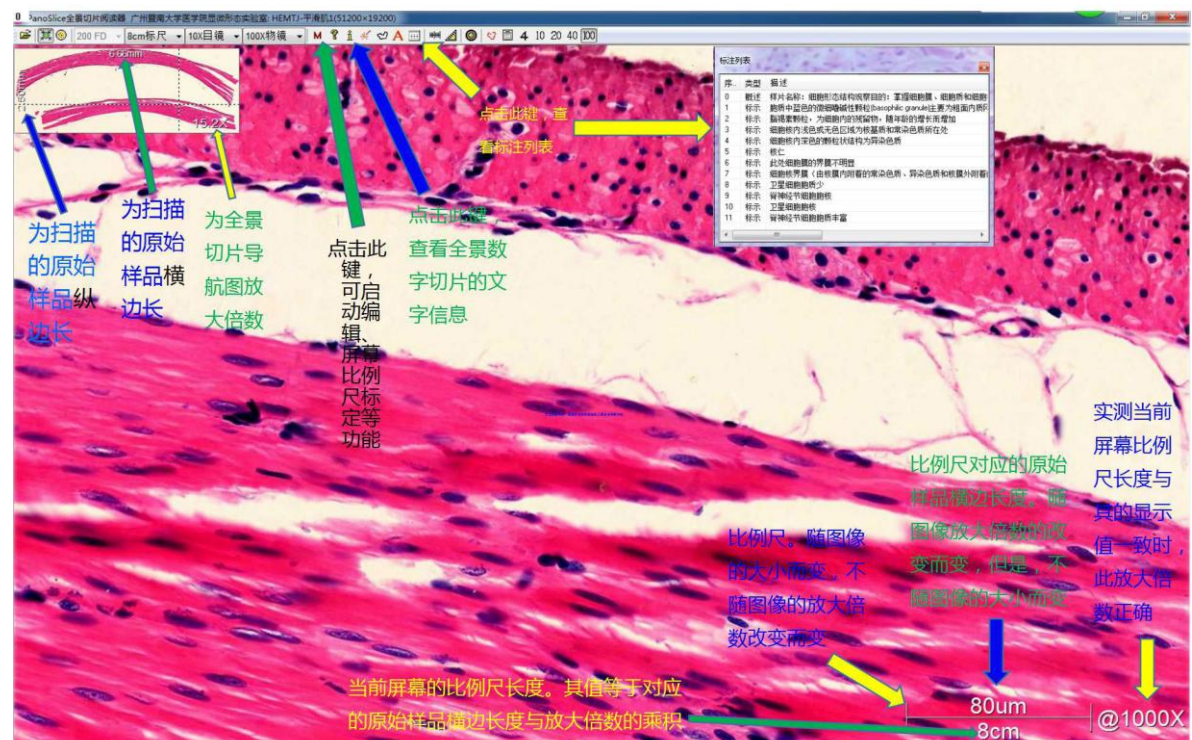 PanoSlice全景切片阅读器 广州暨南大学医学院显微形态实验室: HEMTJ-平滑肌1(51200×19200)
200 FD 8cm标尺 10X目镜 100X物镜 M ? i A 4 10 20 40 100
6.66mm
2.50mm
15.2X
点击此键，查
看标注列表
标注列表
序.. 类型 描述
0 概述 样片名称：细胞形态结构观察目的：掌握细胞膜、细胞质和细胞
1 标示 胞质中蓝色的微细嗜碱性颗粒(basophilic granule)主要为粗面内质网
2 标示 脂褐素颗粒，为细胞内的残留物，随年龄的增长而增加
3 标示 细胞核内浅色或无色区域为核基质和常染色质所在处
4 标示 细胞核内深色的颗粒状结构为异染色质
5 标示 核仁
6 标示 此处细胞膜的界膜不明显
7 标示 细胞核界膜（由核膜内附着的常染色质、异染色质和核膜外附着
8 标示 卫星细胞胞质少
9 标示 脊神经节细胞胞核
10 标示 卫星细胞胞核
11 标示 脊神经节细胞胞质丰富
为扫描
的原始
样品纵
边长
为扫描
的原始
样品横
边长
为全景
切片导
航图放
大倍数
点击此
键，
可启
动编
辑、
屏幕
比例
尺标
定等
功能
点击此键，
查看全景数
字切片的文
字信息
比例尺。随图像
的大小而变，不
随图像的放大倍
数改变而变
比例尺对应的原始
样品横边长度。随
图像放大倍数的改
变而变，但是，不
随图像的大小而变
实测当前
屏幕比例
尺长度与
真的显示
值一致时，
此放大倍
数正确
当前屏幕的比例尺长度。其值等于对应
的原始样品横边长度与放大倍数的乘积
80um
8cm
@1000X